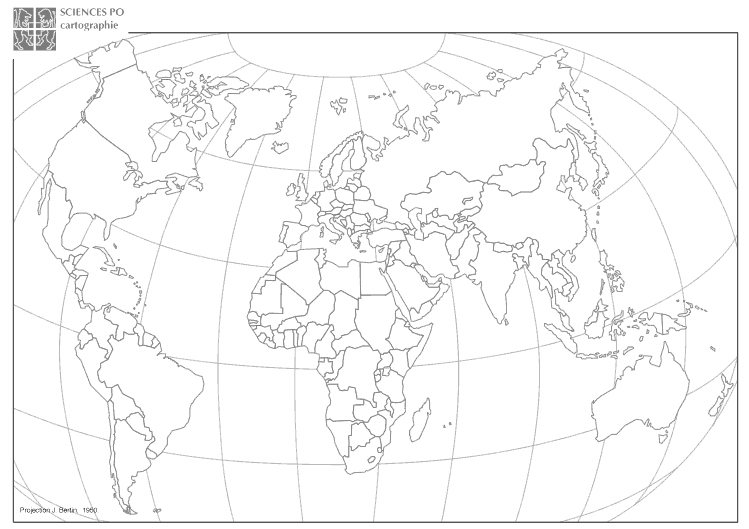 SCIENCES PO
cartographie
Projection J. Bertin, 1950